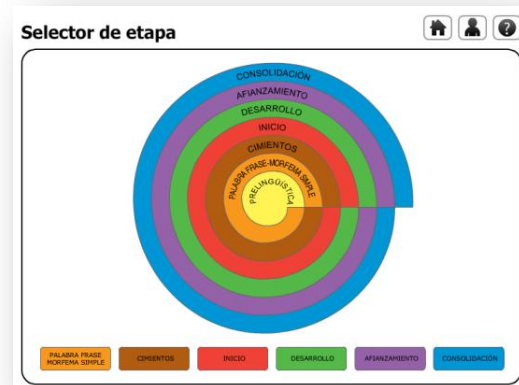 Selector de etapa
?
CONSOLIDACIÓN
AFIANZAMIENTO
DESARROLLO
INICIO
CIMIENTOS
PALABRA FRASE-MORFEMA SIMPLE
PRELINGÜÍSTICA
PALABRA FRASE
MORFEMA SIMPLE
CIMIENTOS
INICIO
DESARROLLO
AFIANZAMIENTO
CONSOLIDACIÓN